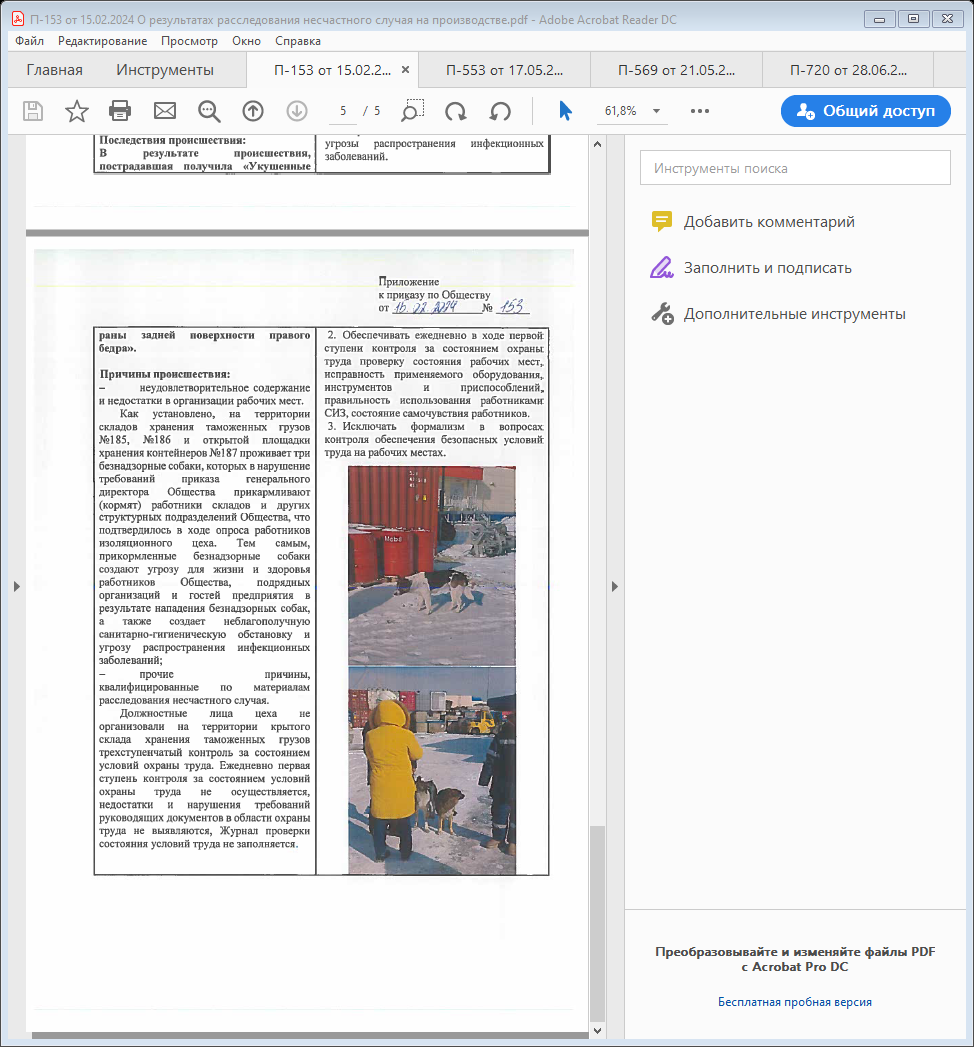 П-153 от 15.02.2024 О результатах расследования несчастного случая на производстве.pdf - Adobe Acrobat Reader DC
Файл Редактирование Просмотр Окно Справка
Главная Инструменты П-153 от 15.02.2... × П-553 от 17.05.2... П-569 от 21.05.2... П-720 от 28.06.2...
5 / 5 61,8% Общий доступ
Последствия происшествия:
В результате происшествия,
пострадавшая получила «Укушенные
угрозы распространения инфекционных
заболеваний.
Приложение
к приказу по Обществу
от 15.02.2024 № 153
раны задней поверхности правого
бедра».
Причины происшествия:
– неудовлетворительное содержание
и недостатки в организации рабочих мест.
Как установлено, на территории
складов хранения таможенных грузов
№185, №186 и открытой площадки
хранения контейнеров №187 проживает три
безнадзорные собаки, которых в нарушение
требований приказа генерального
директора Общества прикармливают
(кормят) работники складов и других
структурных подразделений Общества, что
подтвердилось в ходе опроса работников
изоляционного цеха. Тем самым,
прикормленные безнадзорные собаки
создают угрозу для жизни и здоровья
работников Общества, подрядных
организаций и гостей предприятия в
результате нападения безнадзорных собак,
а также создает неблагополучную
санитарно-гигиеническую обстановку и
угрозу распространения инфекционных
заболеваний;
– прочие причины,
квалифицированные по материалам
расследования несчастного случая.
Должностные лица цеха не
организовали на территории крытого
склада хранения таможенных грузов
трехступенчатый контроль за состоянием
условий охраны труда. Ежедневно первая
ступень контроля за состоянием условий
охраны труда не осуществляется,
недостатки и нарушения требований
руководящих документов в области охраны
труда не выявляются, Журнал проверки
состояния условий труда не заполняется.
2. Обеспечивать ежедневно в ходе первой
ступени контроля за состоянием охраны
труда проверку состояния рабочих мест,
исправность применяемого оборудования,
инструментов и приспособлений,
правильность использования работниками
СИЗ, состояние самочувствия работников.
3. Исключать формализм в вопросах
контроля обеспечения безопасных условий
труда на рабочих местах.
Mobil
Инструменты поиска
Добавить комментарий
Заполнить и подписать
Дополнительные инструменты
Преобразовывайте и изменяйте файлы PDF
с Acrobat Pro DC
Бесплатная пробная версия